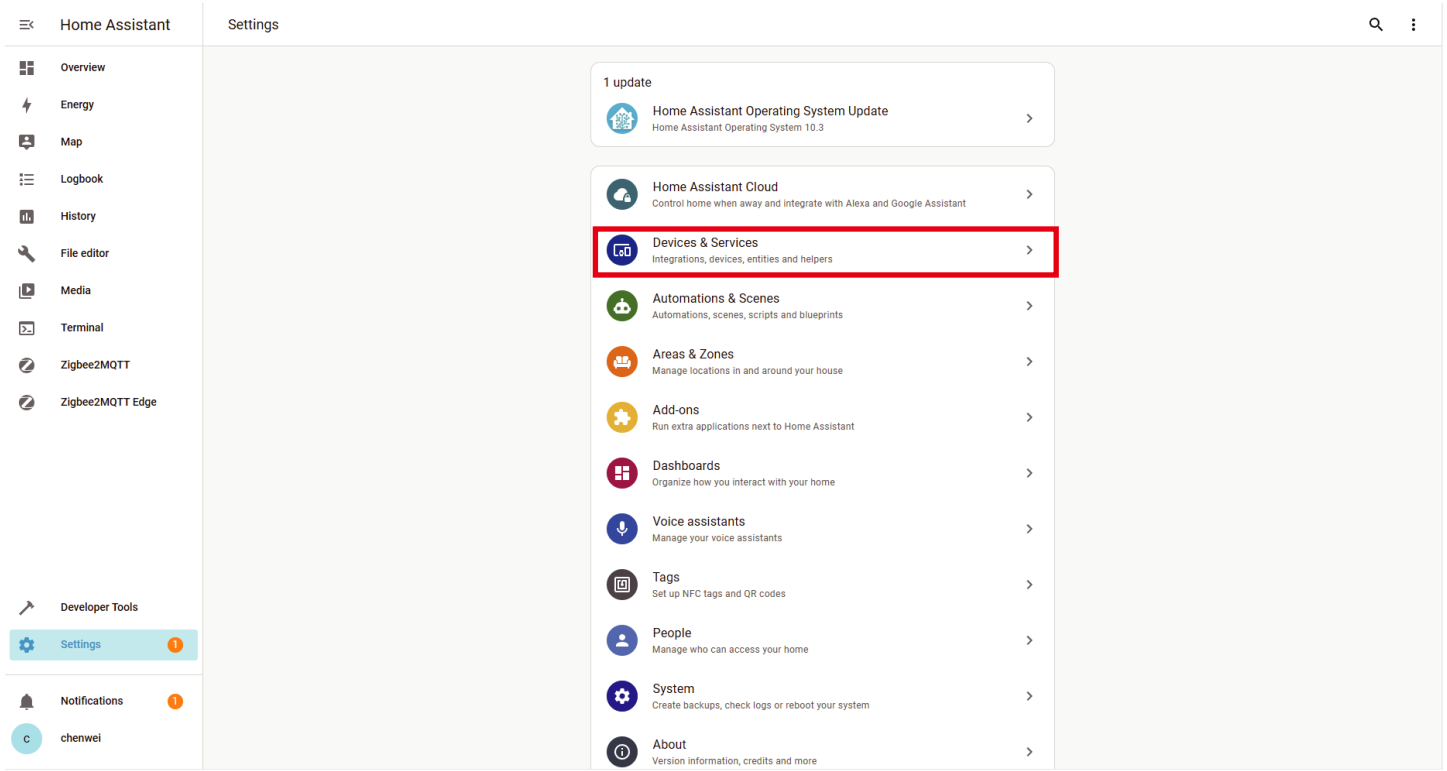 Home Assistant
Settings
Overview
Energy
Map
Logbook
History
File editor
Media
Terminal
Zigbee2MQTT
Zigbee2MQTT Edge
Developer Tools
Settings 1
Notifications 1
c chenwei
1 update
Home Assistant Operating System Update
Home Assistant Operating System 10.3
Home Assistant Cloud
Control home when away and integrate with Alexa and Google Assistant
Devices & Services
Integrations, devices, entities and helpers
Automations & Scenes
Automations, scenes, scripts and blueprints
Areas & Zones
Manage locations in and around your house
Add-ons
Run extra applications next to Home Assistant
Dashboards
Organize how you interact with your home
Voice assistants
Manage your voice assistants
Tags
Set up NFC tags and QR codes
People
Manage who can access your home
System
Create backups, check logs or reboot your system
About
Version information, credits and more